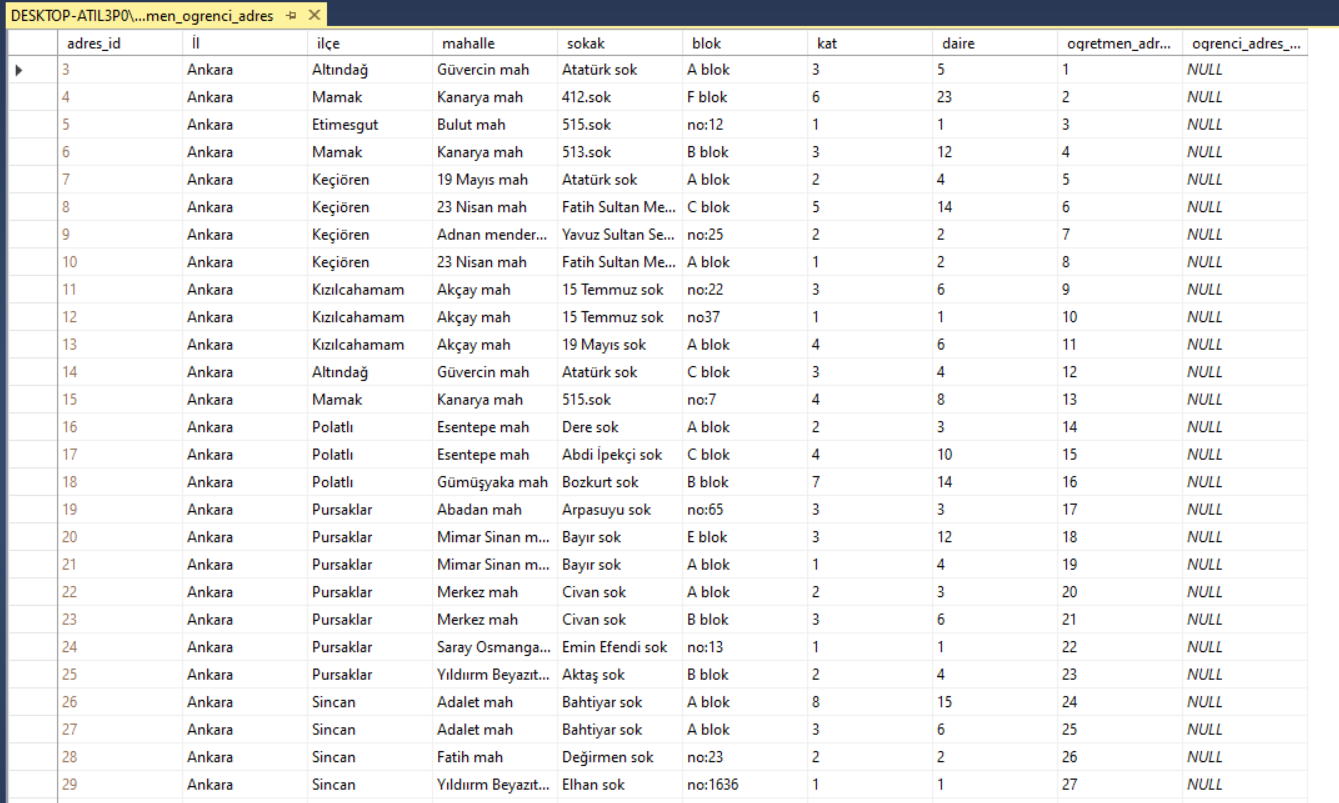 DESKTOP-ATIL3P0\...men_ogrenci_adres
adres_id İl ilçe mahalle sokak blok kat daire ogretmen_adr... ogrenci_adres_...
3 Ankara Altındağ Güvercin mah Atatürk sok A blok 3 5 1 NULL
4 Ankara Mamak Kanarya mah 412.sok F blok 6 23 2 NULL
5 Ankara Etimesgut Bulut mah 515.sok no:12 1 1 3 NULL
6 Ankara Mamak Kanarya mah 513.sok B blok 3 12 4 NULL
7 Ankara Keçiören 19 Mayıs mah Atatürk sok A blok 2 4 5 NULL
8 Ankara Keçiören 23 Nisan mah Fatih Sultan Me... C blok 5 14 6 NULL
9 Ankara Keçiören Adnan mender... Yavuz Sultan Se... no:25 2 2 7 NULL
10 Ankara Keçiören 23 Nisan mah Fatih Sultan Me... A blok 1 2 8 NULL
11 Ankara Kızılcahamam Akçay mah 15 Temmuz sok no:22 3 6 9 NULL
12 Ankara Kızılcahamam Akçay mah 15 Temmuz sok no37 1 1 10 NULL
13 Ankara Kızılcahamam Akçay mah 19 Mayıs sok A blok 4 6 11 NULL
14 Ankara Altındağ Güvercin mah Atatürk sok C blok 3 4 12 NULL
15 Ankara Mamak Kanarya mah 515.sok no:7 4 8 13 NULL
16 Ankara Polatlı Esentepe mah Dere sok A blok 2 3 14 NULL
17 Ankara Polatlı Esentepe mah Abdi İpekçi sok C blok 4 10 15 NULL
18 Ankara Polatlı Gümüşyaka mah Bozkurt sok B blok 7 14 16 NULL
19 Ankara Pursaklar Abadan mah Arpasuyu sok no:65 3 3 17 NULL
20 Ankara Pursaklar Mimar Sinan m... Bayır sok E blok 3 12 18 NULL
21 Ankara Pursaklar Mimar Sinan m... Bayır sok A blok 1 4 19 NULL
22 Ankara Pursaklar Merkez mah Civan sok A blok 2 3 20 NULL
23 Ankara Pursaklar Merkez mah Civan sok B blok 3 6 21 NULL
24 Ankara Pursaklar Saray Osmanga... Emin Efendi sok no:13 1 1 22 NULL
25 Ankara Pursaklar Yıldıırm Beyazıt... Aktaş sok B blok 2 4 23 NULL
26 Ankara Sincan Adalet mah Bahtiyar sok A blok 8 15 24 NULL
27 Ankara Sincan Adalet mah Bahtiyar sok A blok 3 6 25 NULL
28 Ankara Sincan Fatih mah Değirmen sok no:23 2 2 26 NULL
29 Ankara Sincan Yıldıırm Beyazıt... Elhan sok no:1636 1 1 27 NULL